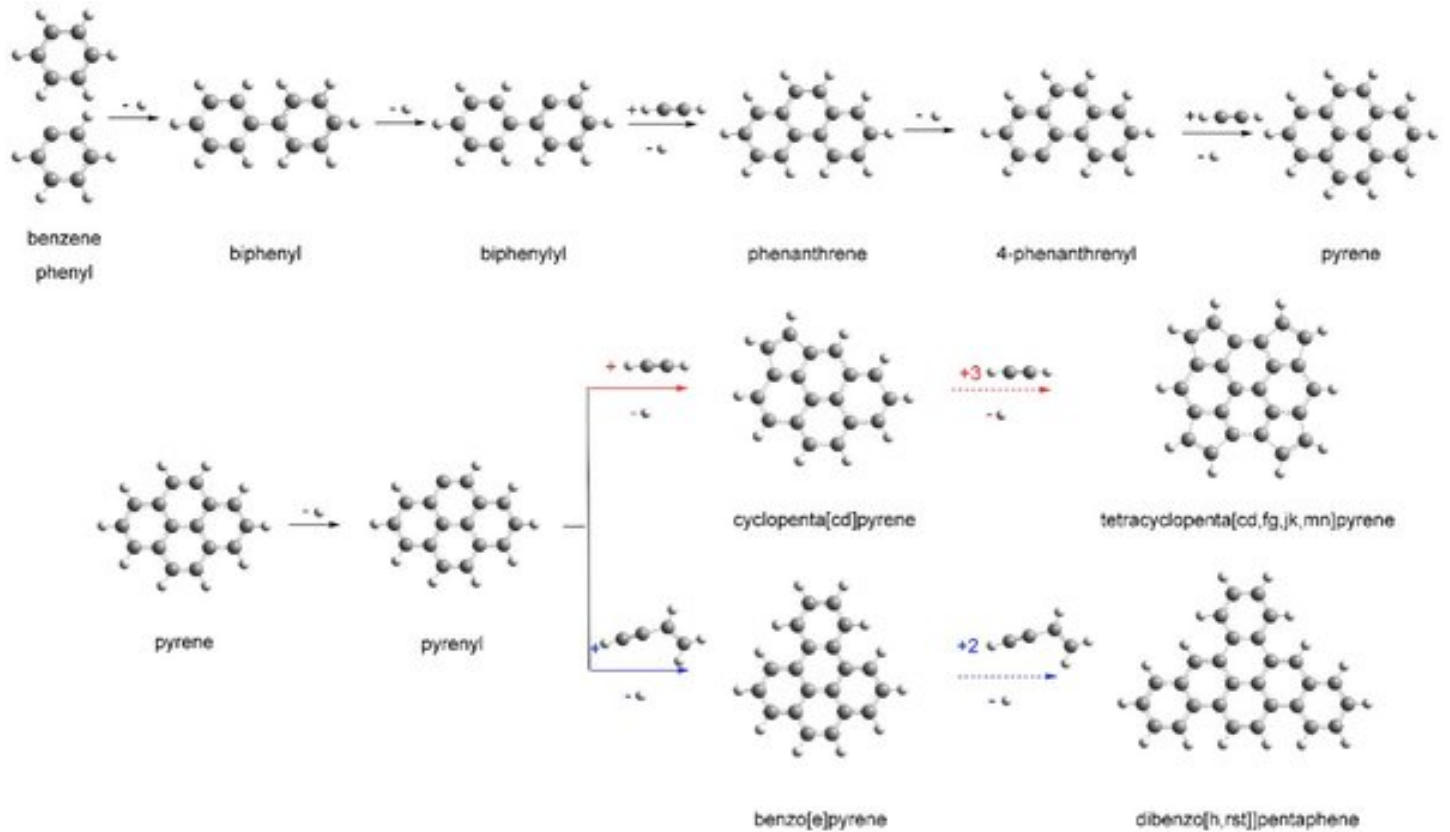 - - + - - + -
benzene
phenyl
biphenyl
biphenylyl
phenanthrene
4-phenanthrenyl
pyrene
+ +3
- -
-
cyclopenta[cd]pyrene
tetracyclopenta[cd,fg,jk,mn]pyrene
pyrene
pyrenyl
+ +2
- -
benzo[e]pyrene
dibenzo[h,rst]]pentaphene